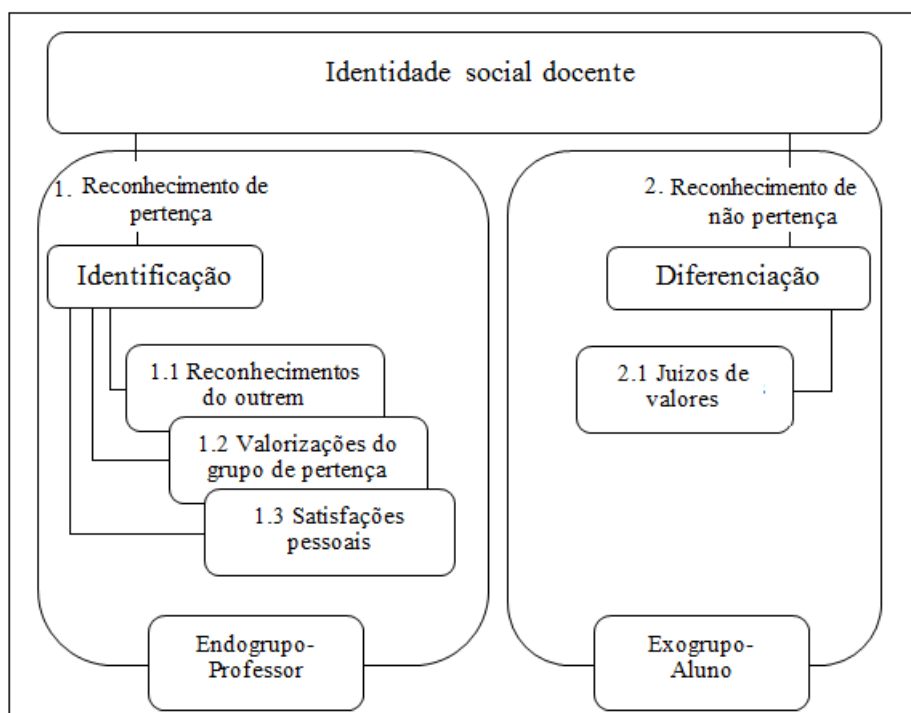 Identidade social docente
1. Reconhecimento de
pertença
Identificação
1.1 Reconhecimentos
do outrem
1.2 Valorizações do
grupo de pertença
1.3 Satisfações
pessoais
Endogrupo-
Professor
2. Reconhecimento de
não pertença
Diferenciação
2.1 Juízos de
valores
Exogrupo-
Aluno